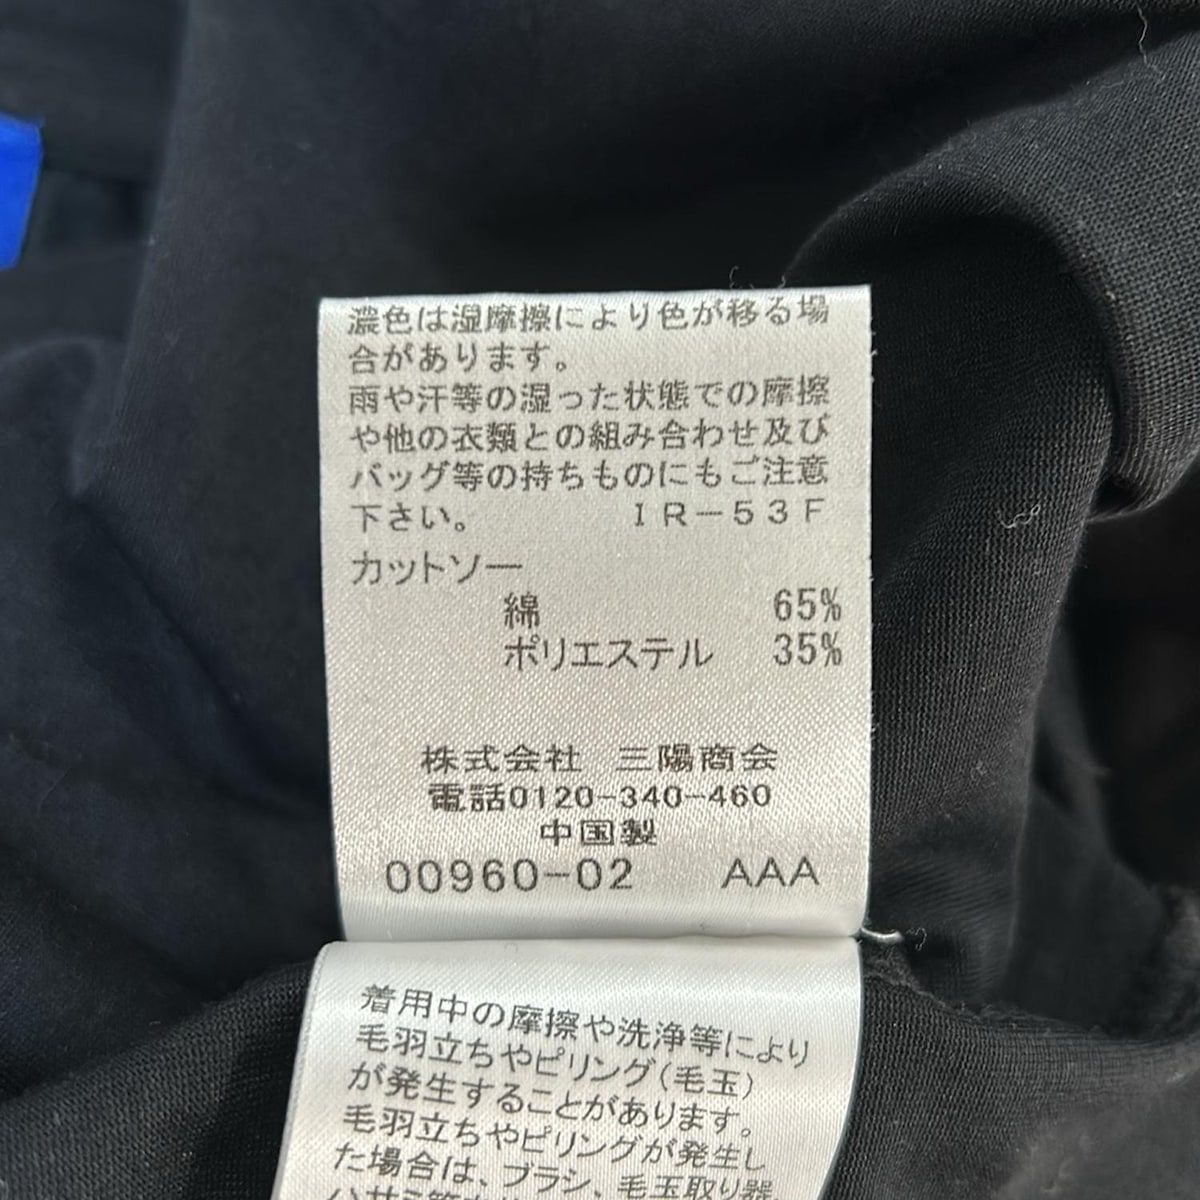 濃色は湿摩擦により色が移る場
合があります。
雨や汗等の湿った状態での摩擦
や他の衣類との組み合わせ及び
バッグ等の持ちものにもご注意
下さい。 IR-53F
カットソー
綿 65%
ポリエステル 35%
株式会社 三陽商会
電話0120-340-460
中国製
00960-02 AAA
着用中の摩擦や洗浄等により
毛羽立ちやピリング(毛玉)
が発生することがあります。
毛羽立ちやピリングが発生し
た場合は、ブラシ、毛玉取り器、